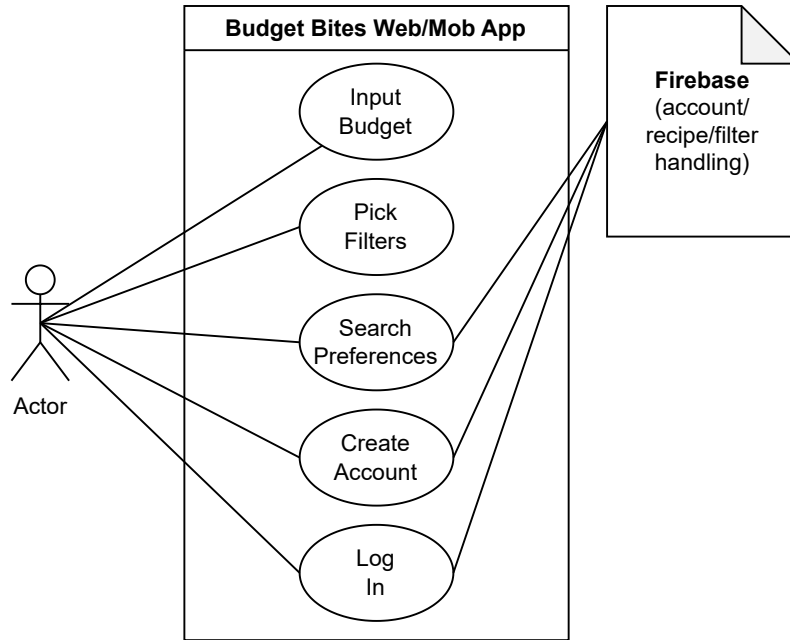 Budget Bites Web/Mob App
Input
Budget
Pick
Filters
Search
Preferences
Create
Account
Log
In
Actor
Firebase
(account/
recipe/filter
handling)